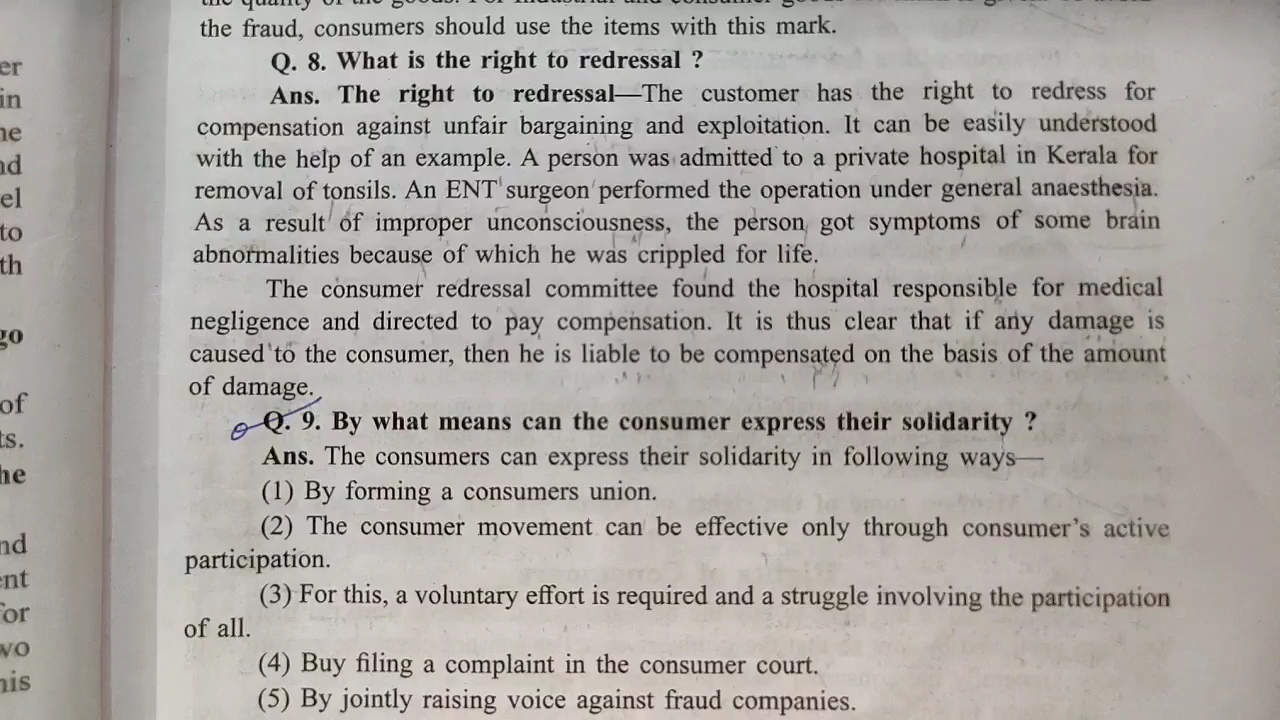 the fraud, consumers should use the items with this mark.
Q. 8. What is the right to redressal ?
Ans. The right to redressal—The customer has the right to redress for
compensation against unfair bargaining and exploitation. It can be easily understood
with the help of an example. A person was admitted to a private hospital in Kerala for
removal of tonsils. An ENT surgeon performed the operation under general anaesthesia.
As a result of improper unconsciousness, the person got symptoms of some brain
abnormalities because of which he was crippled for life.
The consumer redressal committee found the hospital responsible for medical
negligence and directed to pay compensation. It is thus clear that if any damage is
caused to the consumer, then he is liable to be compensated on the basis of the amount
of damage.
Q. 9. By what means can the consumer express their solidarity ?
Ans. The consumers can express their solidarity in following ways—
(1) By forming a consumers union.
(2) The consumer movement can be effective only through consumer's active
participation.
(3) For this, a voluntary effort is required and a struggle involving the participation
of all.
(4) Buy filing a complaint in the consumer court.
(5) By jointly raising voice against fraud companies.